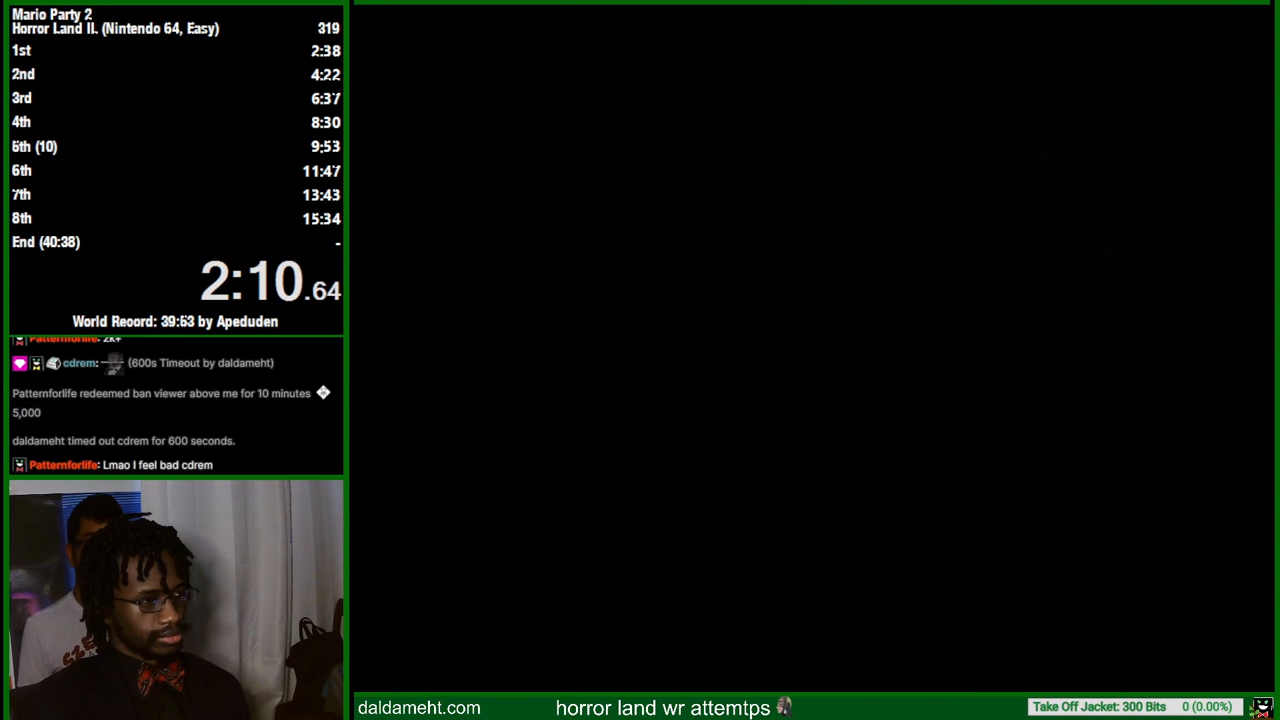 Mario Party 2
Horror Land II. (Nintendo 64, Easy) 319
1st 2:38
2nd 4:22
3rd 6:37
4th 8:30
5th (10) 9:53
6th 11:47
7th 13:43
8th 15:34
End (40:38) -
2:10.64
World Record: 39:53 by Apeduden
Patternforlife: 2k+
cdrem: (600s Timeout by daldameht)
Patternforlife redeemed ban viewer above me for 10 minutes
5,000
daldameht timed out cdrem for 600 seconds.
Patternforlife: Lmao I feel bad cdrem
daldameht.com horror land wr attemtps Take Off Jacket: 300 Bits 0 (0.00%)